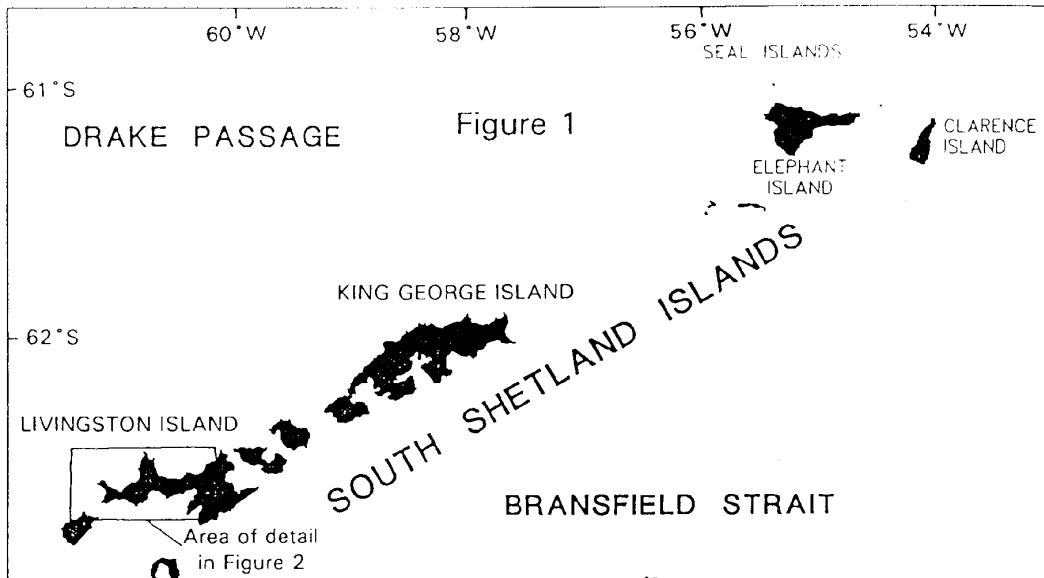 60°W 58°W 56°W 54°W
SEAL ISLANDS
61°S
DRAKE PASSAGE
Figure 1
CLARENCE
ISLAND
ELEPHANT
ISLAND
SOUTH SHETLAND ISLANDS
KING GEORGE ISLAND
62°S
LIVINGSTON ISLAND
BRANSFIELD STRAIT
Area of detail
in Figure 2